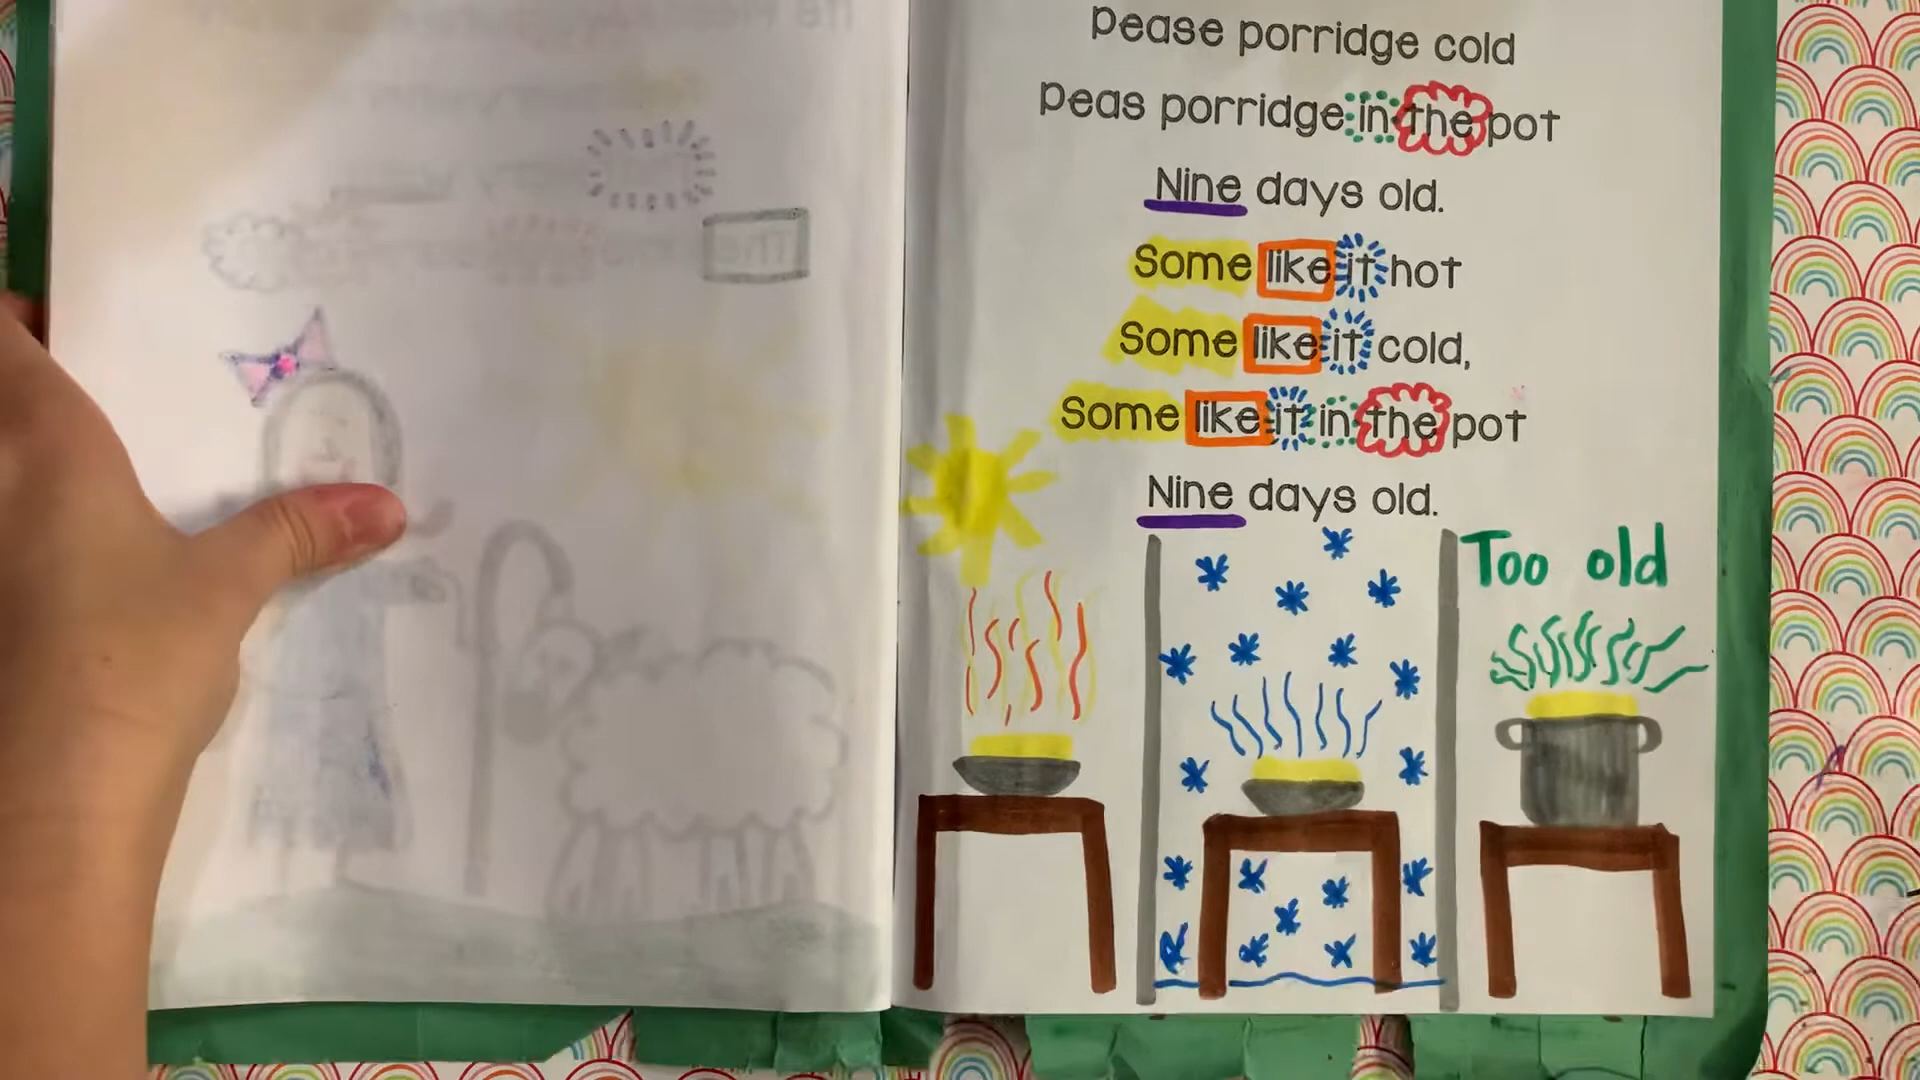 pease porridge cold
peas porridge in the pot
Nine days old.
Some like it hot
Some like it cold,
Some like it in the pot
Nine days old.
Too old